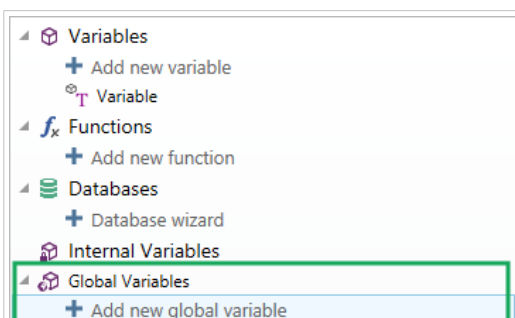 Variables
Add new variable
T Variable
fx Functions
Add new function
Databases
Database wizard
Internal Variables
Global Variables
Add new global variable